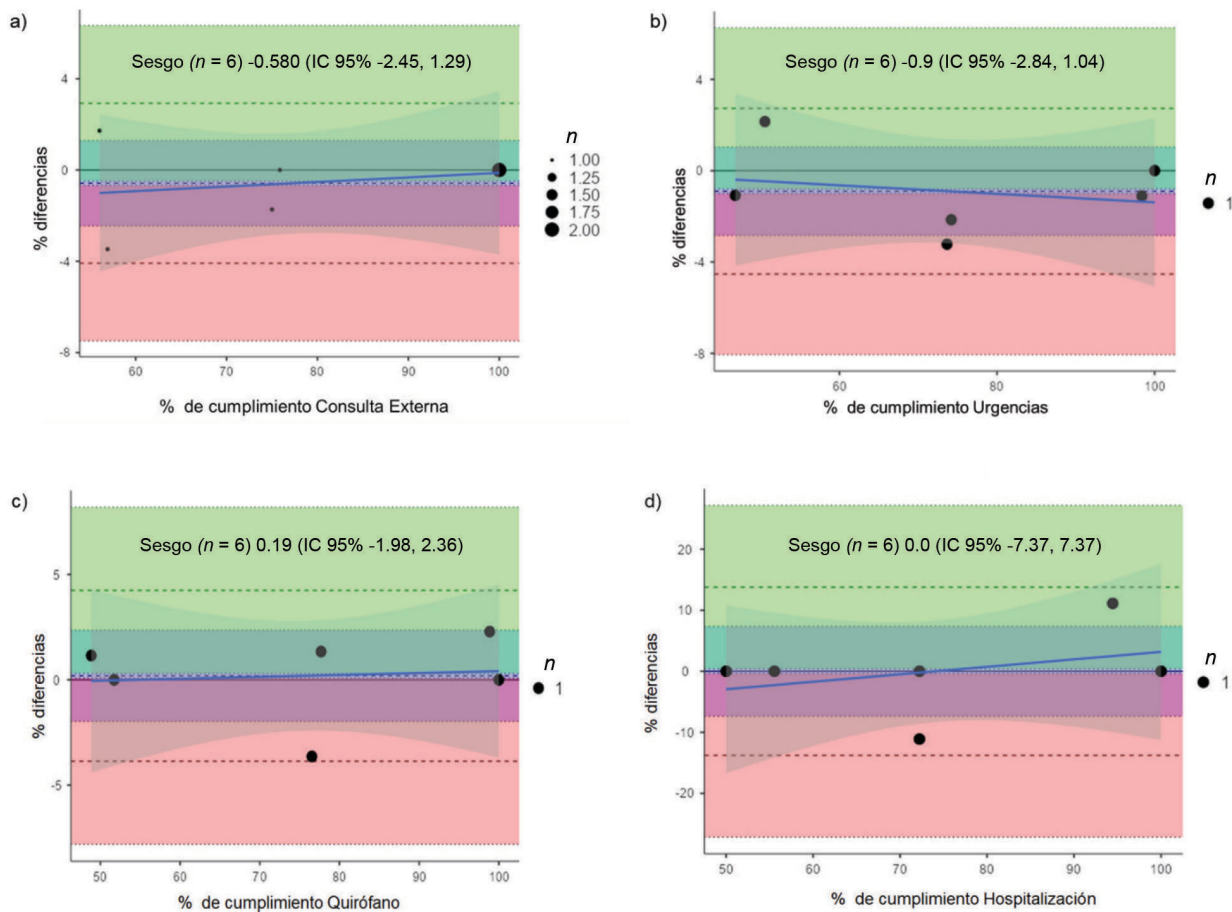 a)
Sesgo (n = 6) -0.580 (IC 95% -2.45, 1.29)
% diferencias
4
0
-4
-8
60
70
80
90
100
% de cumplimiento Consulta Externa
n
1.00
1.25
1.50
1.75
2.00
b)
Sesgo (n = 6) -0.9 (IC 95% -2.84, 1.04)
% diferencias
4
0
-4
-8
60
80
100
% de cumplimiento Urgencias
n
1
c)
Sesgo (n = 6) 0.19 (IC 95% -1.98, 2.36)
% diferencias
5
0
-5
50
60
70
80
90
100
% de cumplimiento Quirófano
n
1
d)
Sesgo (n = 6) 0.0 (IC 95% -7.37, 7.37)
% diferencias
20
10
0
-10
-20
50
60
70
80
90
100
% de cumplimiento Hospitalización
n
1